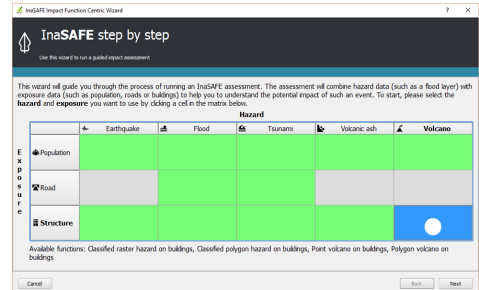 InaSAFE Impact Function Centric Wizard
? ×
InaSAFE step by step
Use this wizard to run a guided impact assessment
This wizard will guide you through the process of running an InaSAFE assessment. The assessment will combine hazard data (such as a flood layer) with
exposure data (such as population, roads or buildings) to help you to understand the potential impact of such an event. To start, please select the
hazard and exposure you want to use by clicking a cell in the matrix below.
Hazard
Earthquake Flood Tsunami Volcanic ash Volcano
Exposure
Population
Road
Structure
Available functions: Classified raster hazard on buildings, Classified polygon hazard on buildings, Point volcano on buildings, Polygon volcano on
buildings
Cancel Back Next